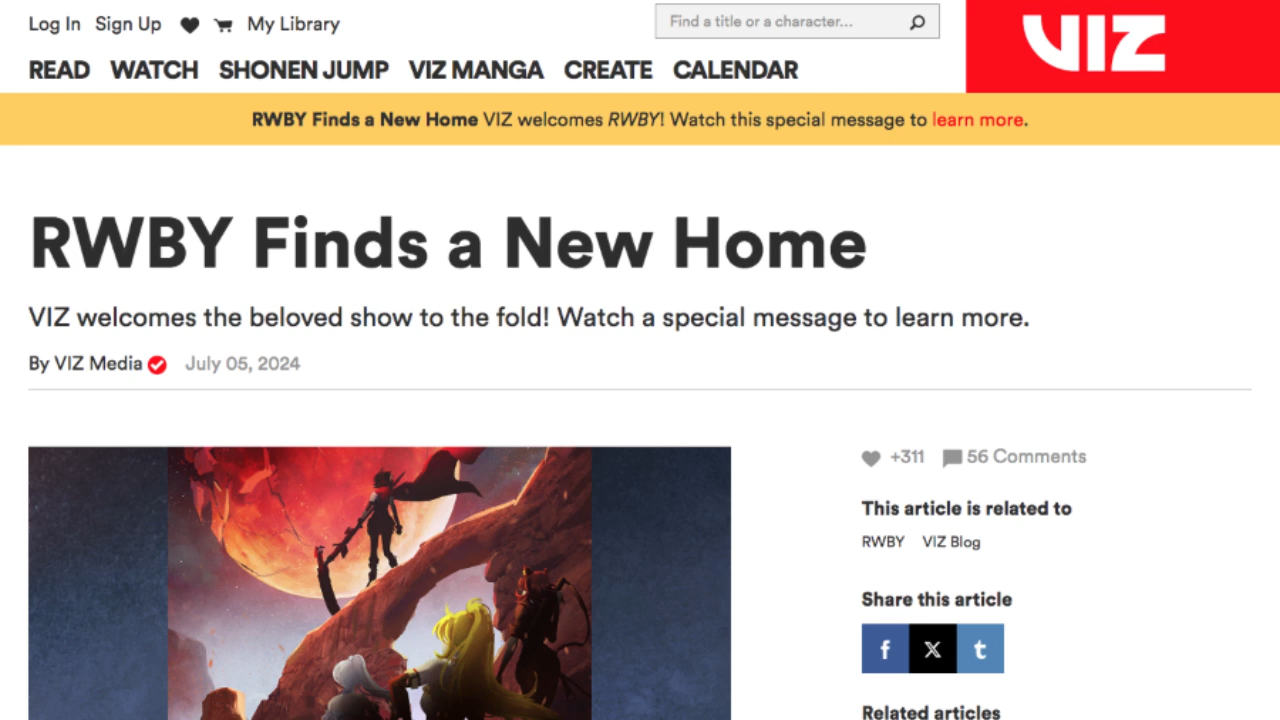 Log In Sign Up My Library
Find a title or a character...
VIZ
READ WATCH SHONEN JUMP VIZ MANGA CREATE CALENDAR
RWBY Finds a New Home VIZ welcomes RWBY! Watch this special message to learn more.
RWBY Finds a New Home
VIZ welcomes the beloved show to the fold! Watch a special message to learn more.
By VIZ Media July 05, 2024
+311 56 Comments
This article is related to
RWBY VIZ Blog
Share this article
f X t
Related articles